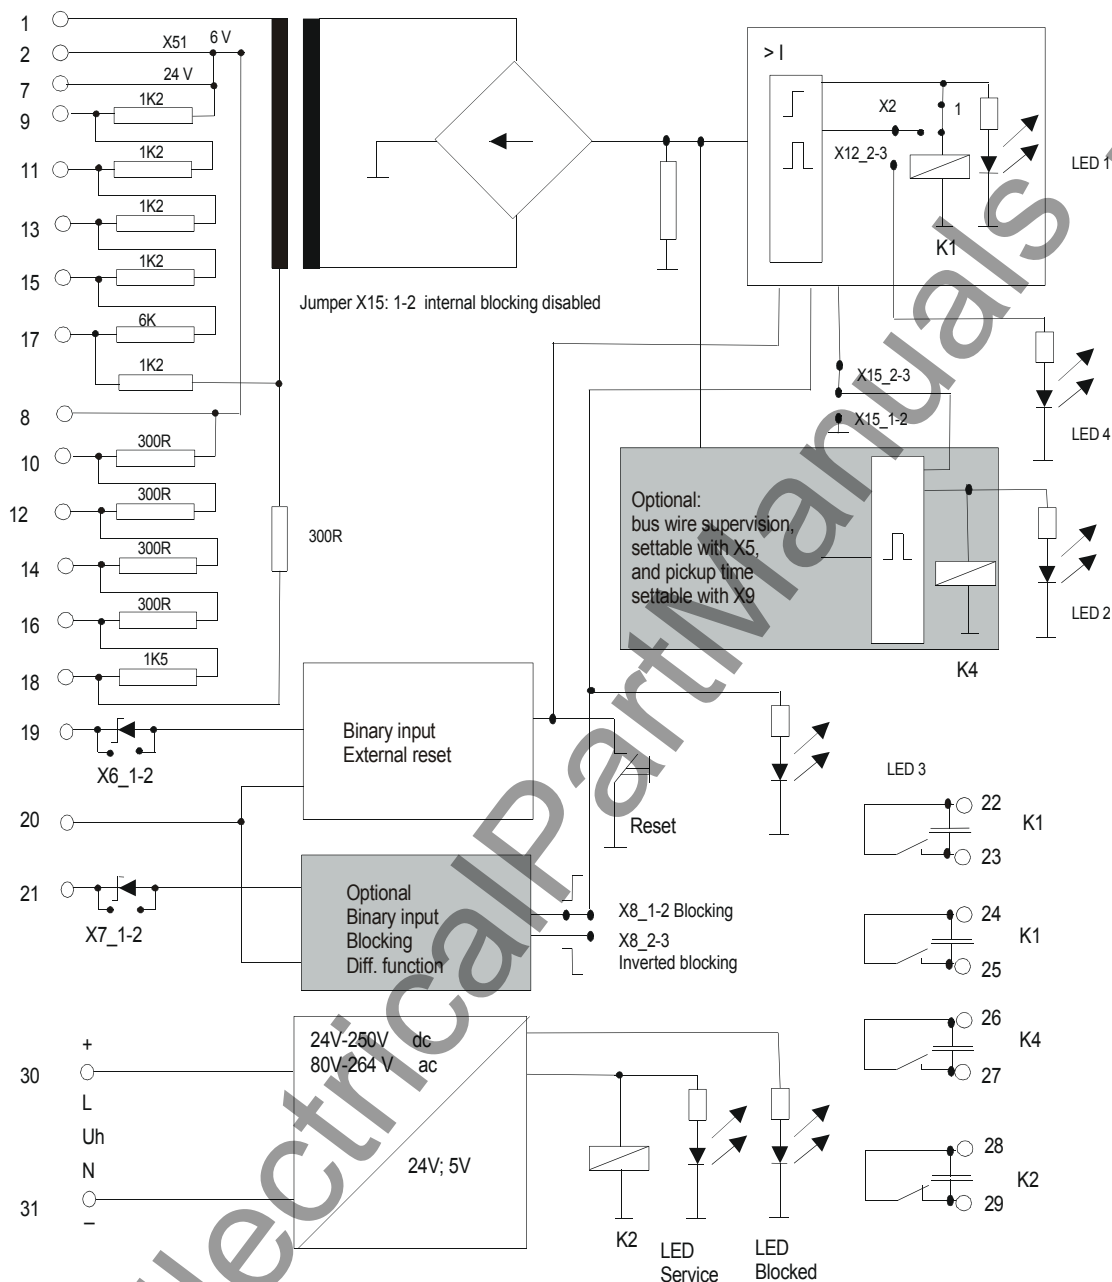 1
2
X51
6 V
7
24 V
9
1K2
11
1K2
13
1K2
15
1K2
17
6K
1K2
8
10
300R
12
300R
14
300R
16
300R
18
1K5
300R
Jumper X15: 1-2 internal blocking disabled
> I
X2
1
X12_2-3
K1
LED 1
X15_2-3
X15_1-2
LED 4
Optional:
bus wire supervision,
settable with X5,
and pickup time
settable with X9
K4
LED 2
19
X6_1-2
Binary input
External reset
Reset
20
21
X7_1-2
Optional
Binary input
Blocking
Diff. function
X8_1-2 Blocking
X8_2-3
Inverted blocking
LED 3
22
K1
23
24
K1
25
26
K4
27
28
K2
29
+
30
L
Uh
N
31
–
24V-250V dc
80V-264 V ac
24V; 5V
K2
LED
Service
LED
Blocked
ElectricalPartManuals